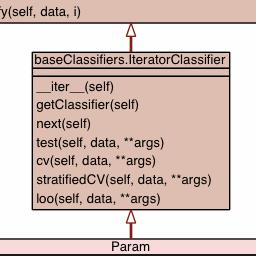 fy(self, data, i)
baseClassifiers.IteratorClassifier
__iter__(self)
getClassifier(self)
next(self)
test(self, data, **args)
cv(self, data, **args)
stratifiedCV(self, data, **args)
loo(self, data, **args)
Param